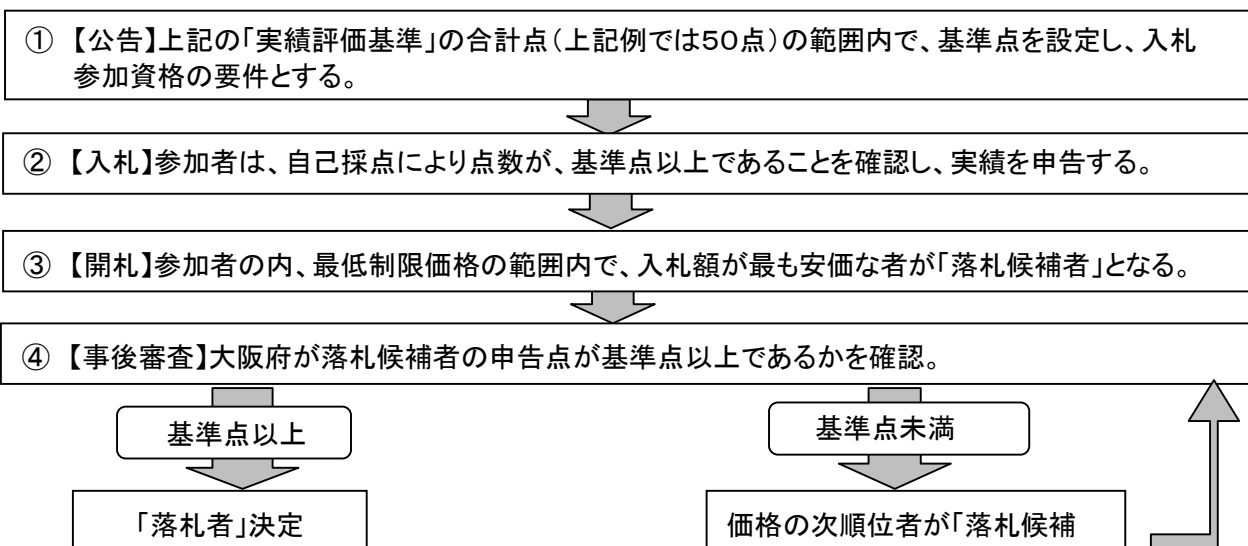 ① 【公告】上記の「実績評価基準」の合計点(上記例では50点)の範囲内で、基準点を設定し、入札
参加資格の要件とする。
② 【入札】参加者は、自己採点により点数が、基準点以上であることを確認し、実績を申告する。
③ 【開札】参加者の内、最低制限価格の範囲内で、入札額が最も安価な者が「落札候補者」となる。
④ 【事後審査】大阪府が落札候補者の申告点が基準点以上であるかを確認。
基準点以上
基準点未満
「落札者」決定
価格の次順位者が「落札候補